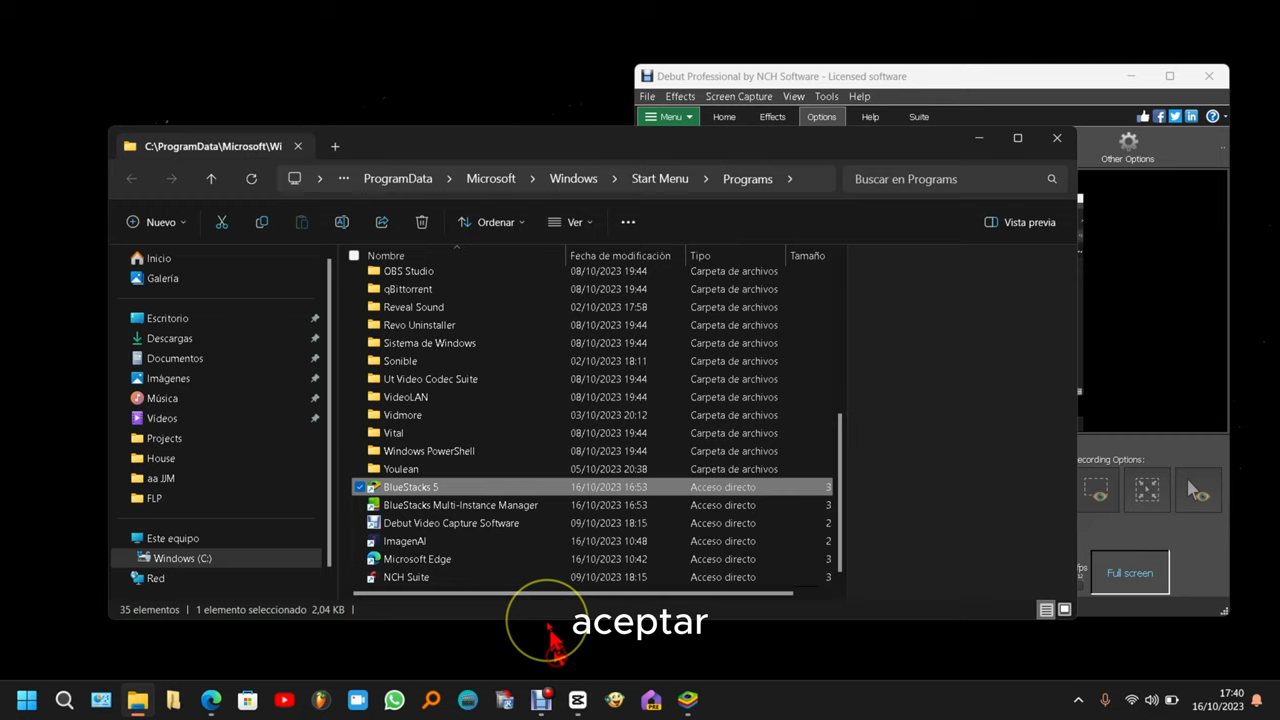 Debut Professional by NCH Software - Licensed software
File Effects Screen Capture View Tools Help
Menu Home Effects Options Help Suite
Other Options
C:\ProgramData\Microsoft\Wi
ProgramData Microsoft Windows Start Menu Programs
Buscar en Programs
Nuevo Ordenar Ver Vista previa
Inicio
Galería
Escritorio
Descargas
Documentos
Imágenes
Música
Vídeos
Projects
House
aa JJM
FLP
Este equipo
Windows (C:)
Red
Nombre Fecha de modificación Tipo Tamaño
OBS Studio 08/10/2023 19:44 Carpeta de archivos
qBittorrent 08/10/2023 19:44 Carpeta de archivos
Reveal Sound 02/10/2023 17:58 Carpeta de archivos
Revo Uninstaller 08/10/2023 19:44 Carpeta de archivos
Sistema de Windows 08/10/2023 19:44 Carpeta de archivos
Sonible 02/10/2023 18:11 Carpeta de archivos
Ut Video Codec Suite 08/10/2023 19:44 Carpeta de archivos
VideoLAN 08/10/2023 19:44 Carpeta de archivos
Vidmore 03/10/2023 20:12 Carpeta de archivos
Vital 08/10/2023 19:44 Carpeta de archivos
Windows PowerShell 08/10/2023 19:44 Carpeta de archivos
Youlean 05/10/2023 20:38 Carpeta de archivos
BlueStacks 5 16/10/2023 16:53 Acceso directo 3
BlueStacks Multi-Instance Manager 16/10/2023 16:53 Acceso directo 3
Debut Video Capture Software 09/10/2023 18:15 Acceso directo 2
ImagenAI 16/10/2023 10:48 Acceso directo 2
Microsoft Edge 16/10/2023 10:42 Acceso directo 3
NCH Suite 09/10/2023 18:15 Acceso directo 3
ecording Options:
fps
Full screen
35 elementos 1 elemento seleccionado 2,04 KB
aceptar
PRE
17:40
16/10/2023